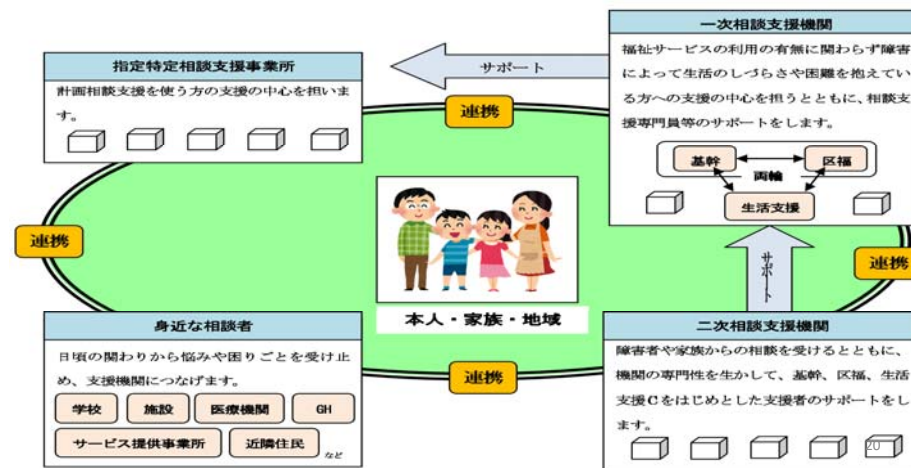 一次相談支援機関
福祉サービスの利用の有無に関わらず障害
によって生活のしづらさや困難を抱えてい
る方への支援の中心を担うとともに、相談支
援専門員等のサポートをします。
基幹
区福
両輪
生活支援
サポート
指定特定相談支援事業所
計画相談支援を使う方の支援の中心を担いま
す。
連携
連携
連携
連携
サポート
本人・家族・地域
身近な相談者
日頃の関わりから悩みや困りごとを受け止
め、支援機関につなげます。
学校
施設
医療機関
GH
サービス提供事業所
近隣住民
など
二次相談支援機関
障害者や家族からの相談を受けるとともに、
機関の専門性を生かして、基幹、区福、生活
支援Cをはじめとした支援者のサポートをし
ます。
20